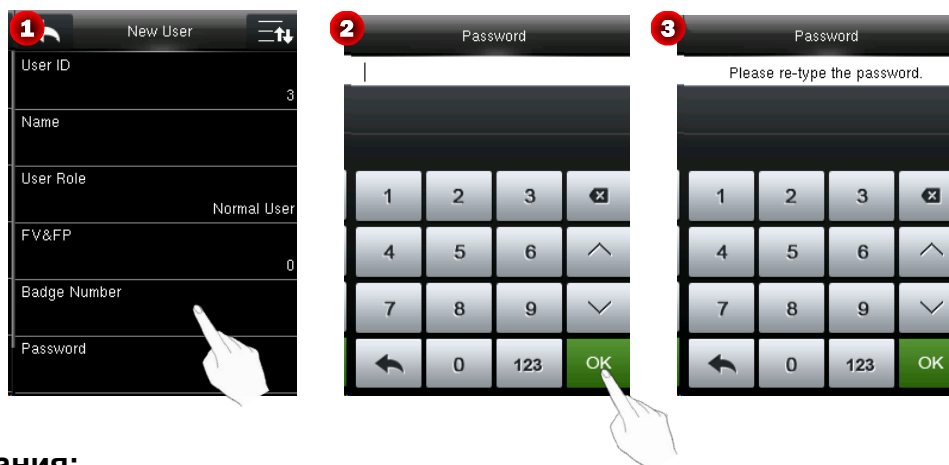 1
New User
User ID
3
Name
User Role
Normal User
FV&FP
0
Badge Number
Password
2
Password
1 2 3
4 5 6
7 8 9
0 123 OK
3
Password
Please re-type the password.
1 2 3
4 5 6
7 8 9
0 123 OK